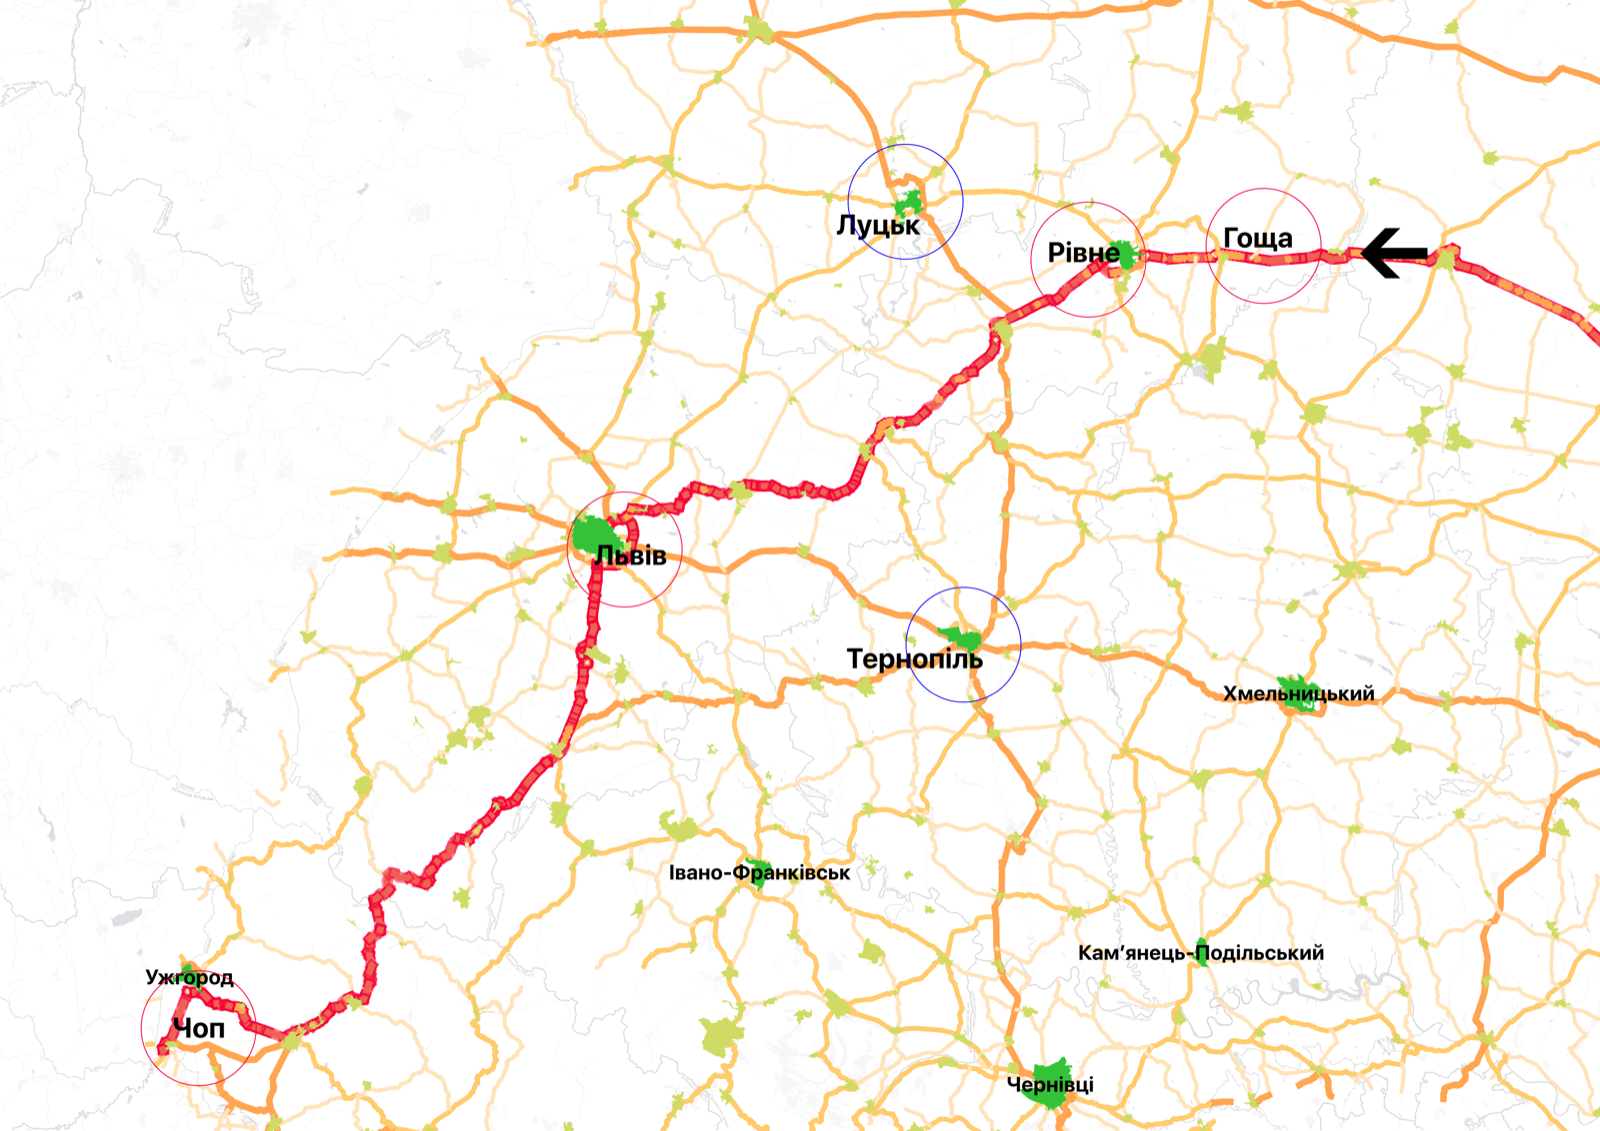 Луцьк
Рівне
Гоща
Львів
Тернопіль
Хмельницький
Івано-Франківськ
Кам’янець-Подільський
Ужгород
Чоп
Чернівці